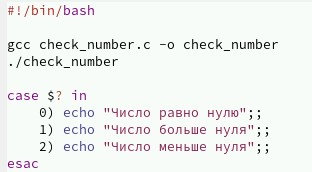 #!/bin/bash
gcc check_number.c -o check_number
./check_number
case $? in
0) echo "Число равно нулю";;
1) echo "Число больше нуля";;
2) echo "Число меньше нуля";;
esac